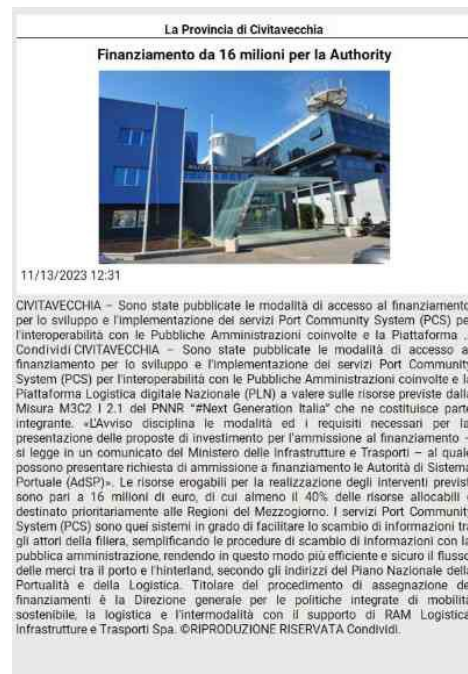 La Provincia di Civitavecchia
Finanziamento da 16 milioni per la Authority
11/13/2023 12:31
CIVITAVECCHIA – Sono state pubblicate le modalità di accesso al finanziamento
per lo sviluppo e l'implementazione dei servizi Port Community System (PCS) pe
l'interoperabilità con le Pubbliche Amministrazioni coinvolte e la Piattaforma ..
Condividi CIVITAVECCHIA – Sono state pubblicate le modalità di accesso a
finanziamento per lo sviluppo e l'implementazione dei servizi Port Community
System (PCS) per l'interoperabilità con le Pubbliche Amministrazioni coinvolte e la
Piattaforma Logistica digitale Nazionale (PLN) a valere sulle risorse previste dalla
Misura M3C2 I 2.1 del PNNR "#Next Generation Italia" che ne costituisce parte
integrante. «L'Avviso disciplina le modalità ed i requisiti necessari per la
presentazione delle proposte di investimento per l'ammissione al finanziamento –
si legge in un comunicato del Ministero delle Infrastrutture e Trasporti – al quale
possono presentare richiesta di ammissione a finanziamento le Autorità di Sistema
Portuale (AdSP)». Le risorse erogabili per la realizzazione degli interventi previst
sono pari a 16 milioni di euro, di cui almeno il 40% delle risorse allocabili
destinato prioritariamente alle Regioni del Mezzogiorno. I servizi Port Community
System (PCS) sono quei sistemi in grado di facilitare lo scambio di informazioni tra
gli attori della filiera, semplificando le procedure di scambio di informazioni con la
pubblica amministrazione, rendendo in questo modo più efficiente e sicuro il flusso
delle merci tra il porto e l'hinterland, secondo gli indirizzi del Piano Nazionale della
Portualità e della Logistica. Titolare del procedimento di assegnazione de
finanziamenti è la Direzione generale per le politiche integrate di mobilità
sostenibile, la logistica e l'intermodalità con il supporto di RAM Logistica
Infrastrutture e Trasporti Spa. ©RIPRODUZIONE RISERVATA Condividi.